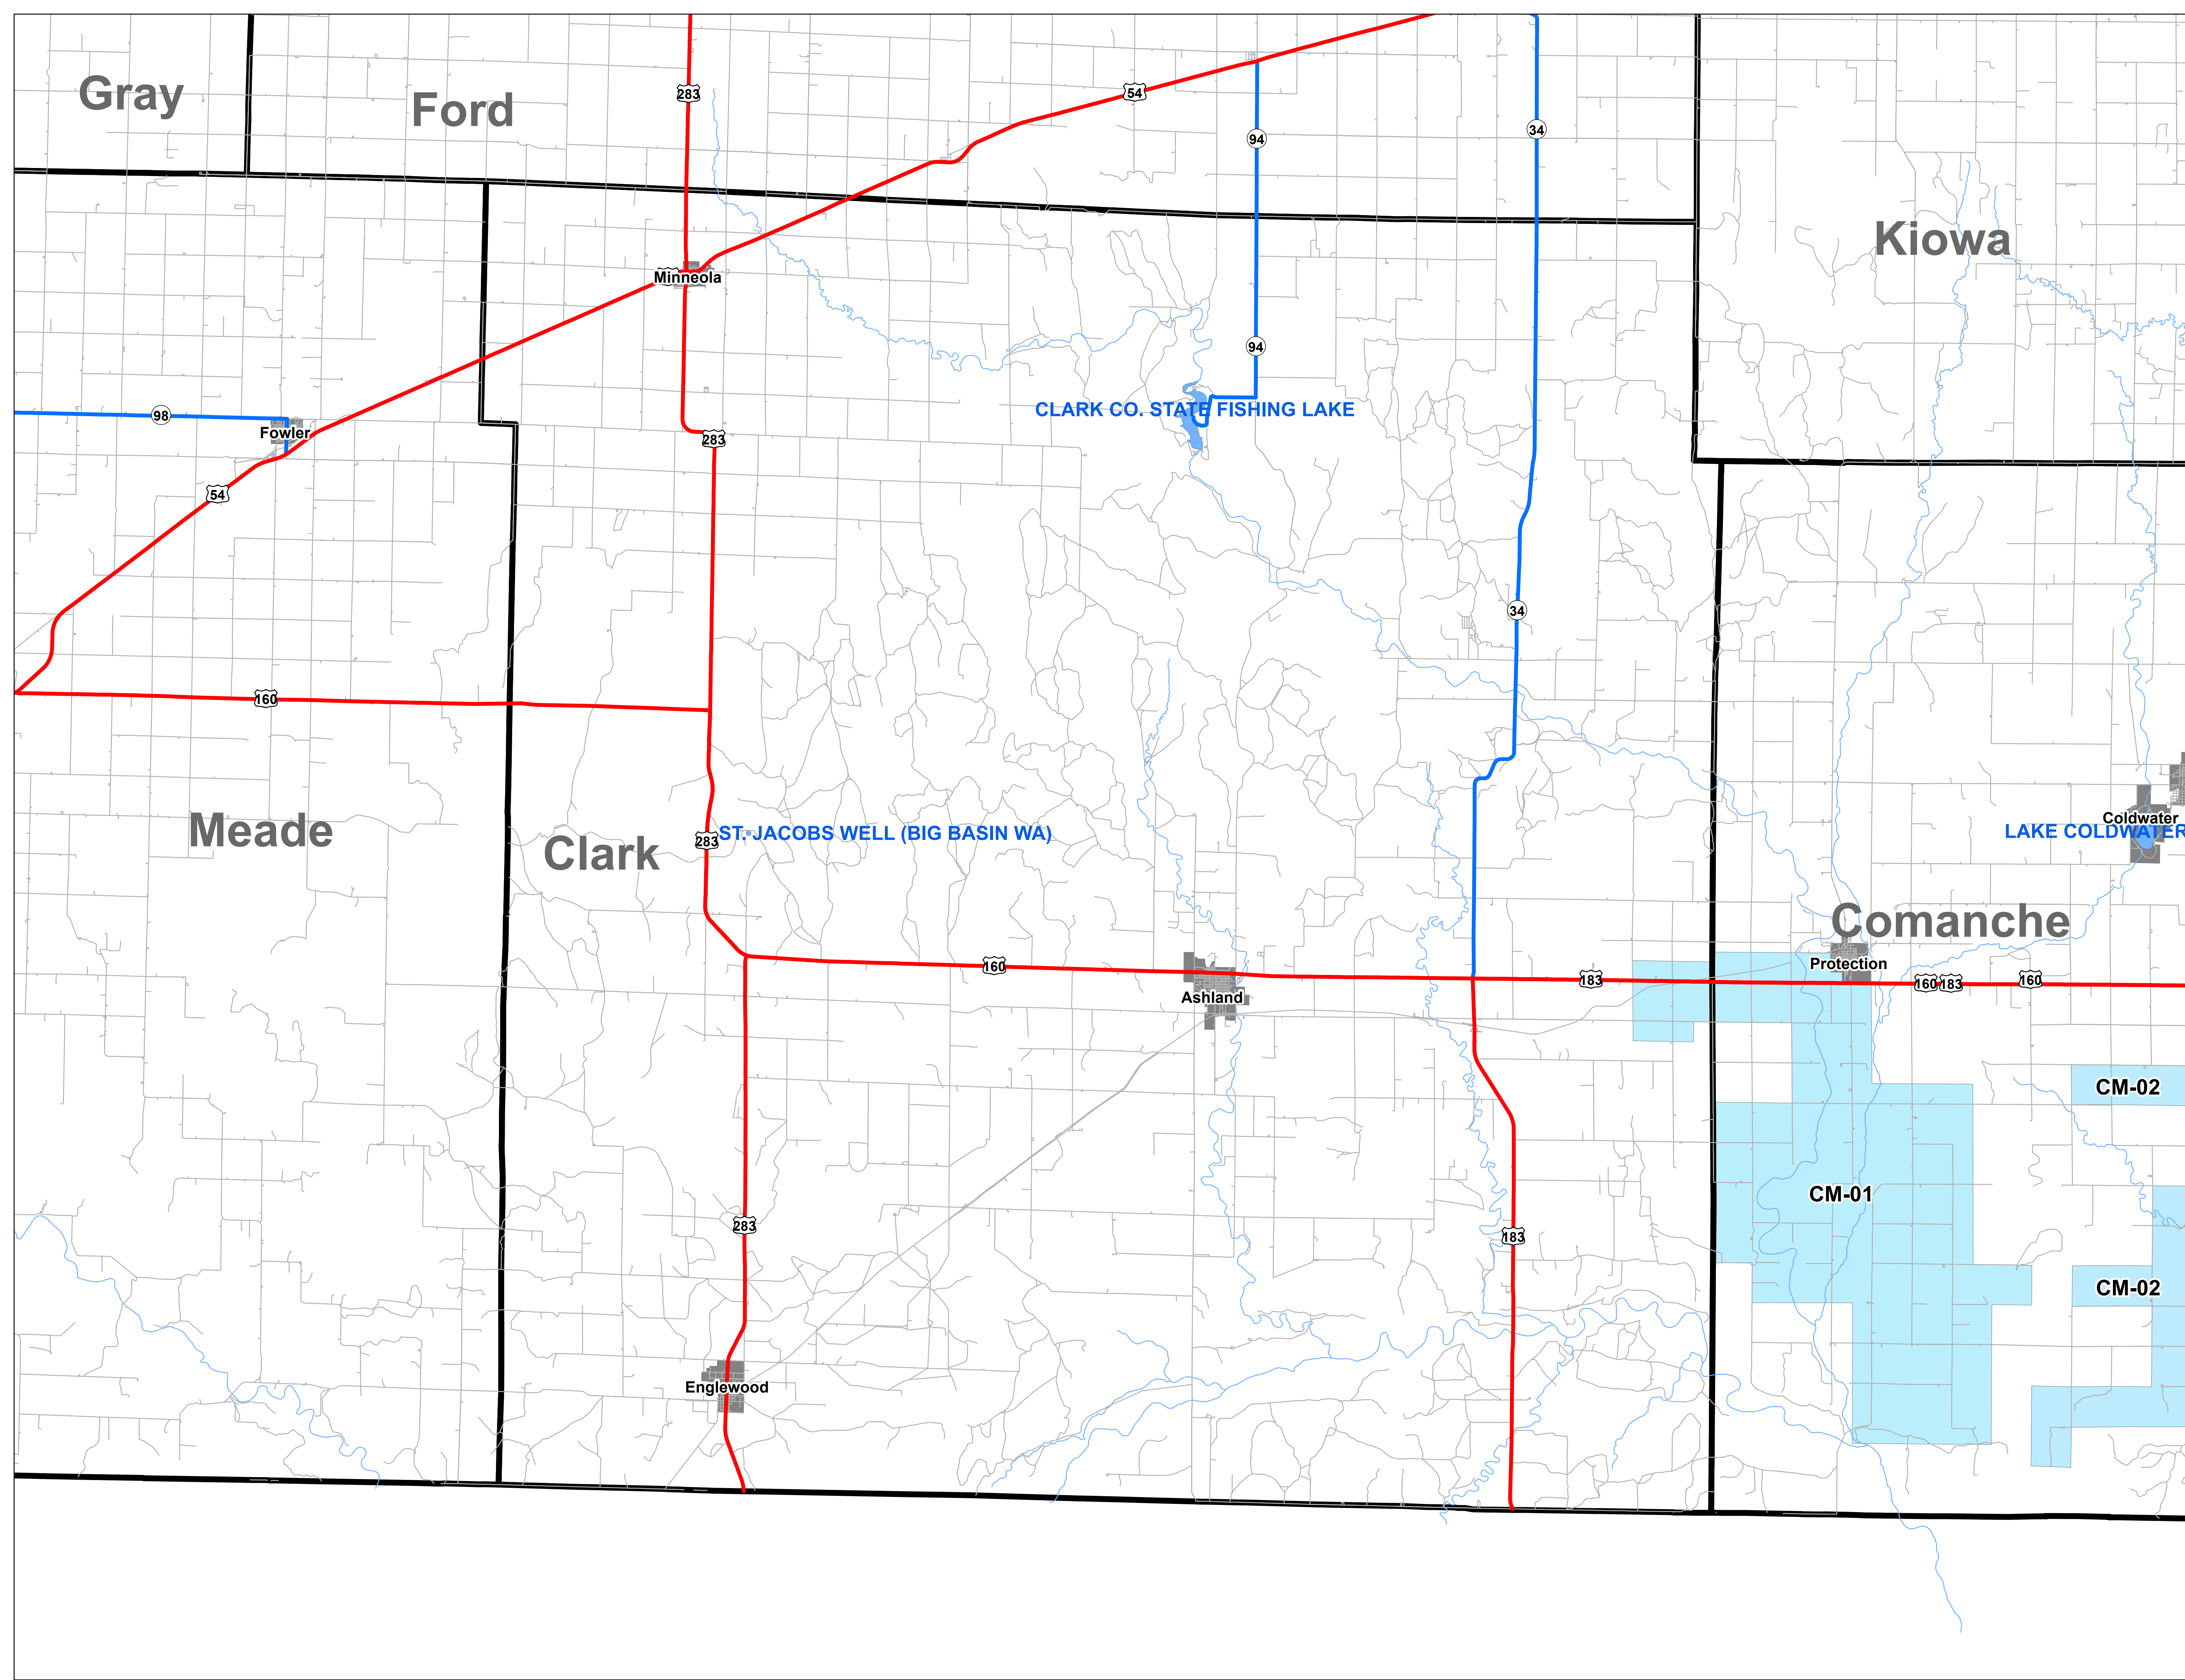 Gray
Ford
283
54
94
34
Kiowa
Minneola
94
98
Fowler
CLARK CO. STATE FISHING LAKE
283
54
34
160
Meade
Clark
283
ST. JACOBS WELL (BIG BASIN WA)
Coldwater
LAKE COLDWATER
Comanche
Protection
160
183
160
183
160
Ashland
CM-02
CM-01
283
183
CM-02
Englewood